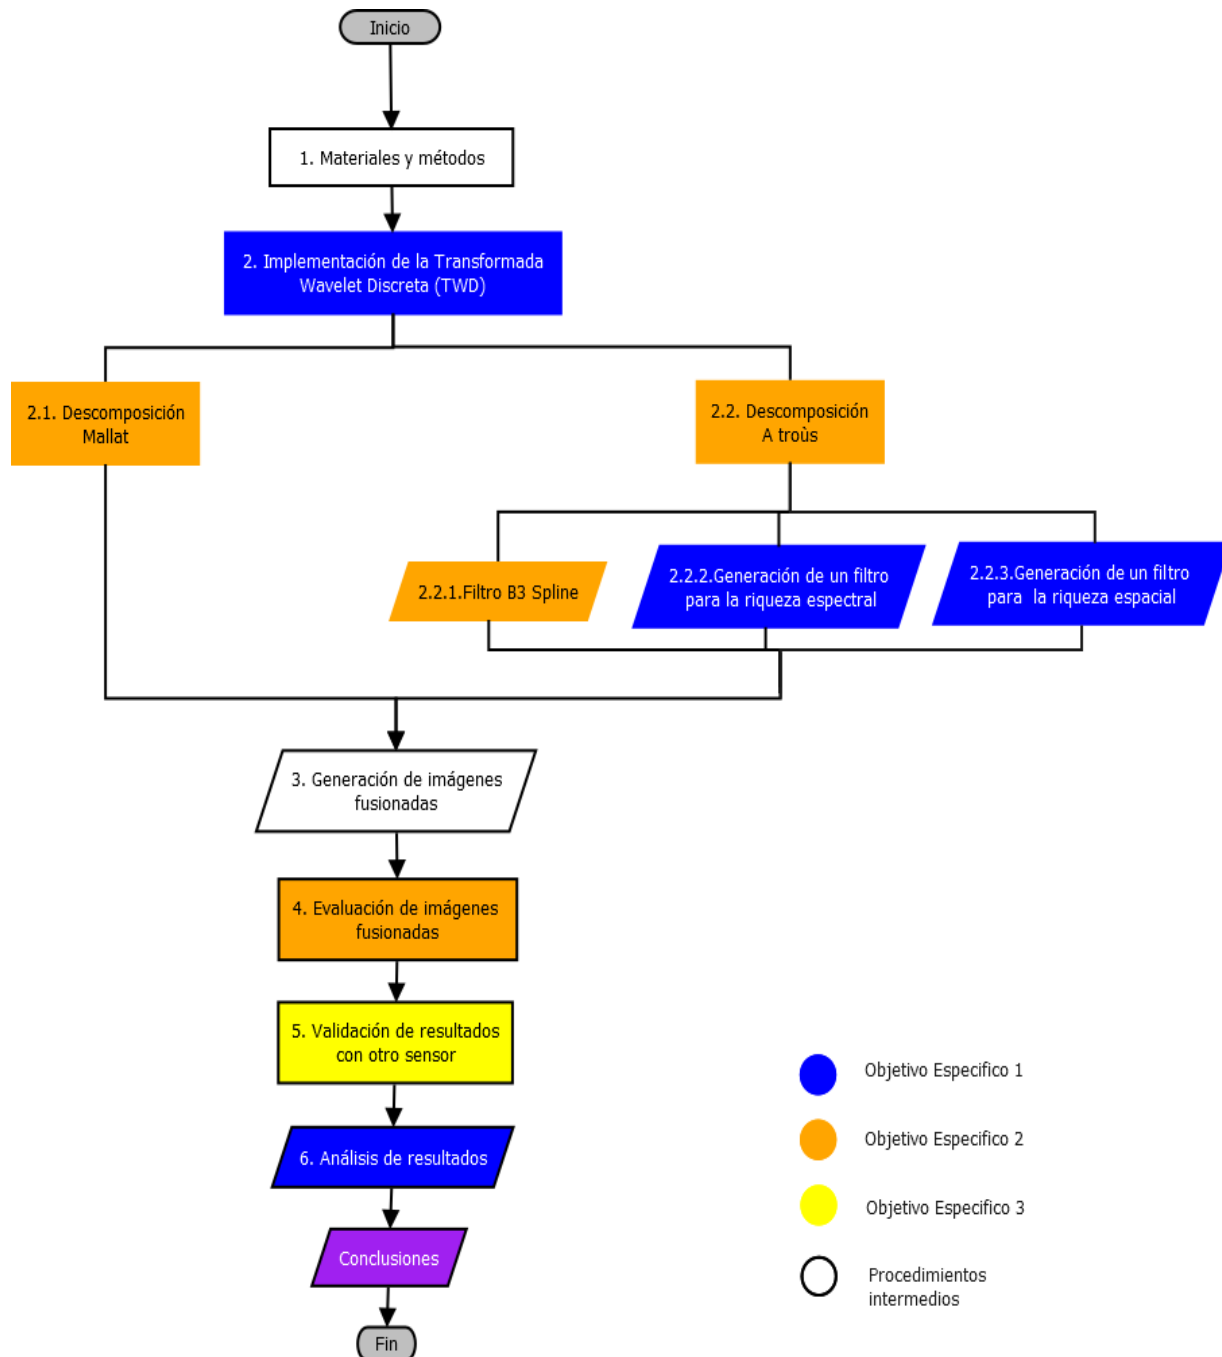 Inicio
1. Materiales y métodos
2. Implementación de la Transformada
Wavelet Discreta (TWD)
2.1. Descomposición
Mallat
2.2. Descomposición
A troùs
2.2.1.Filtro B3 Spline
2.2.2.Generación de un filtro
para la riqueza espectral
2.2.3.Generación de un filtro
para la riqueza espacial
3. Generación de imágenes
fusionadas
4. Evaluación de imágenes
fusionadas
5. Validación de resultados
con otro sensor
6. Análisis de resultados
Conclusiones
Fin
Objetivo Especifico 1
Objetivo Especifico 2
Objetivo Especifico 3
Procedimientos
intermedios